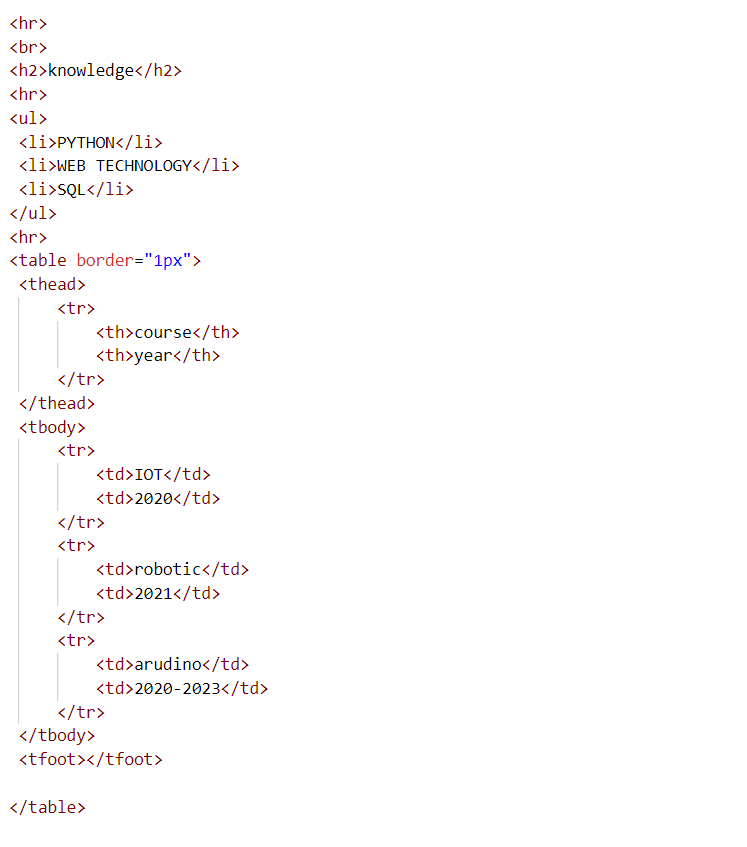 <hr>
<br>
<h2>knowledge</h2>
<hr>
<ul>
<li>PYTHON</li>
<li>WEB TECHNOLOGY</li>
<li>SQL</li>
</ul>
<hr>
<table border="1px">
<thead>
<tr>
<th>course</th>
<th>year</th>
</tr>
</thead>
<tbody>
<tr>
<td>IOT</td>
<td>2020</td>
</tr>
<tr>
<td>robotic</td>
<td>2021</td>
</tr>
<tr>
<td>arudino</td>
<td>2020-2023</td>
</tr>
</tbody>
<tfoot></tfoot>
</table>